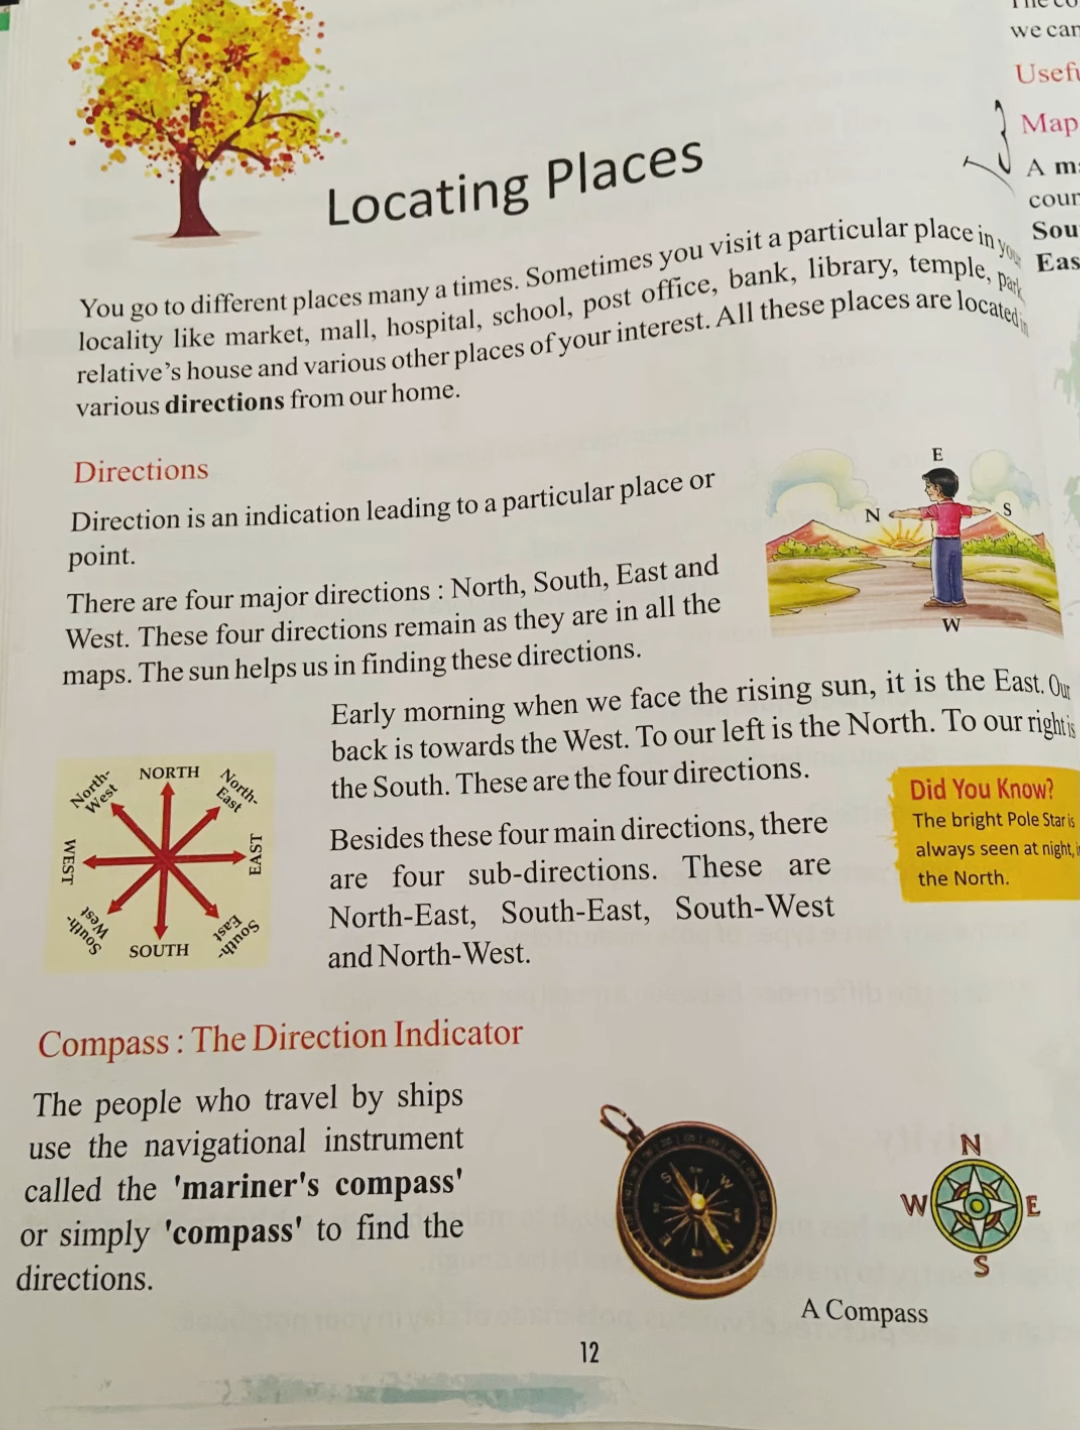 Locating Places
You go to different places many a times. Sometimes you visit a particular place in your
locality like market, mall, hospital, school, post office, bank, library, temple, park,
relative's house and various other places of your interest. All these places are located in
various directions from our home.
Directions
Direction is an indication leading to a particular place or
point.
There are four major directions : North, South, East and
West. These four directions remain as they are in all the
maps. The sun helps us in finding these directions.
E
N
S
W
Early morning when we face the rising sun, it is the East. Our
back is towards the West. To our left is the North. To our right is
the South. These are the four directions.
Besides these four main directions, there
are four sub-directions. These are
North-East, South-East, South-West
and North-West.
NORTH
North-
East
EAST
South-
East
SOUTH
South-
West
WEST
North-
West
Did You Know?
The bright Pole Star is
always seen at night, in
the North.
Compass : The Direction Indicator
The people who travel by ships
use the navigational instrument
called the 'mariner's compass'
or simply 'compass' to find the
directions.
S
W
N
E
N
W
E
S
A Compass
12
we can
Map
A
Sou
Eas